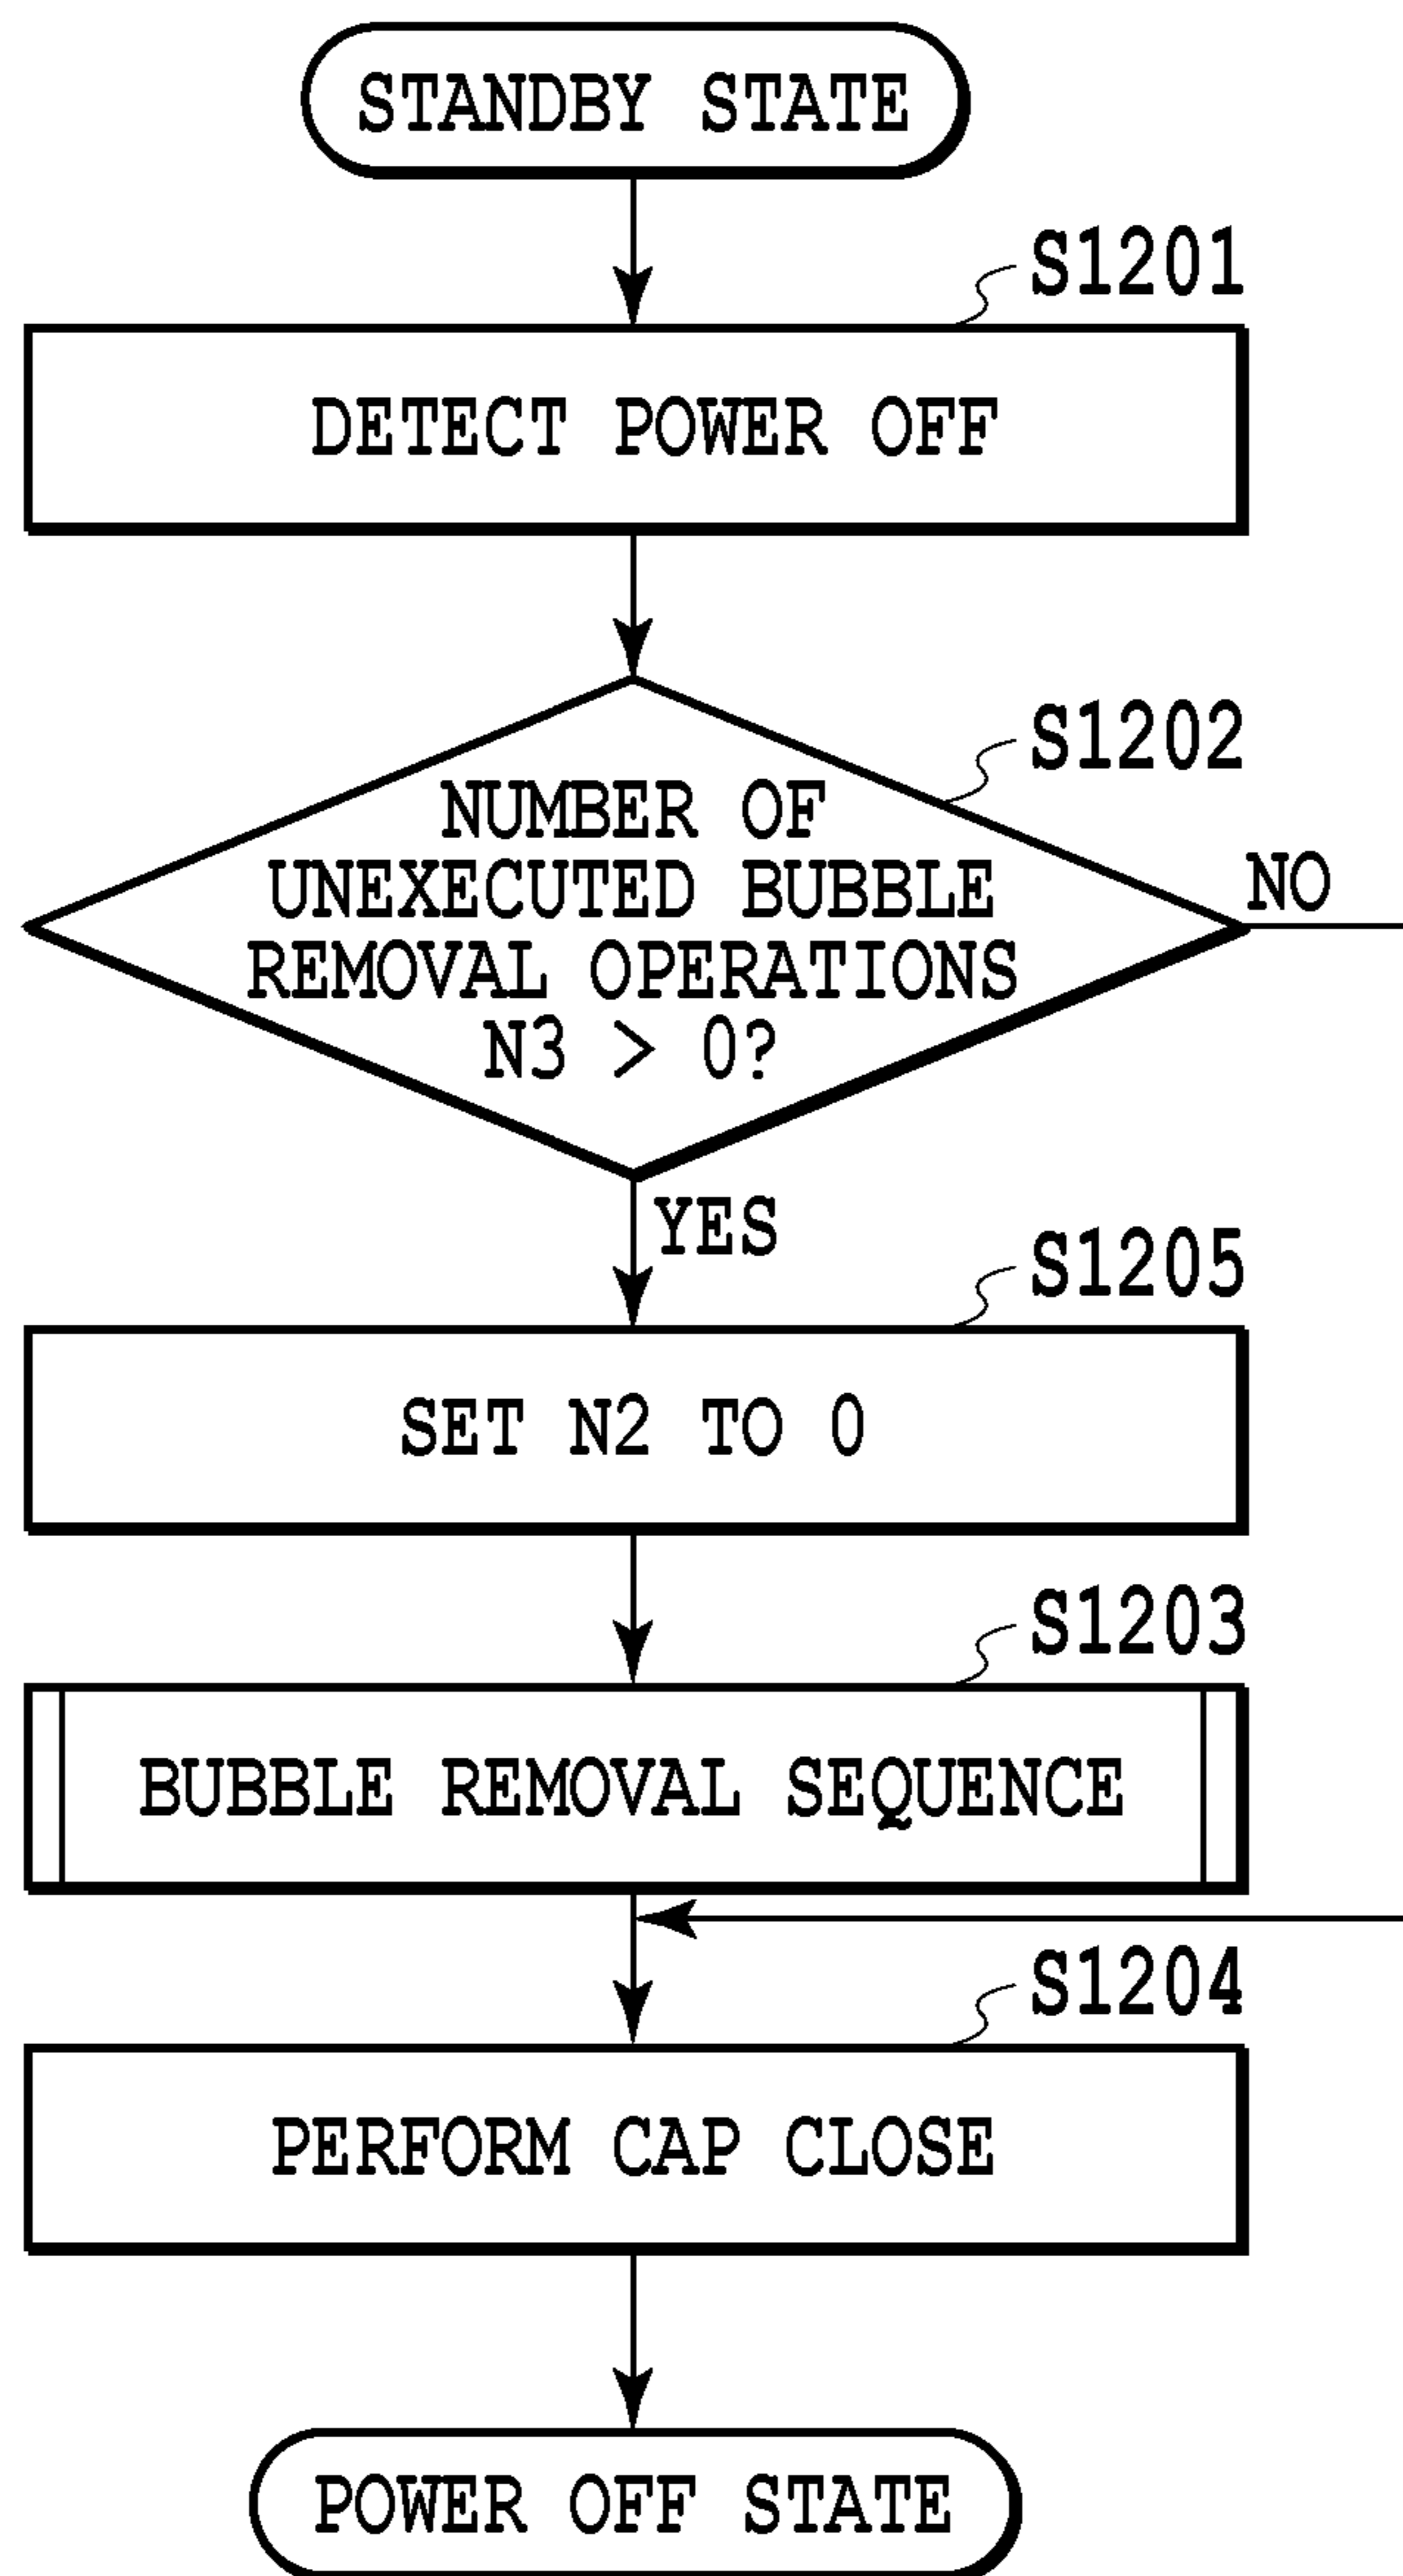 STANDBY STATE
S1201
DETECT POWER OFF
S1202
NUMBER OF
UNEXECUTED BUBBLE
REMOVAL OPERATIONS
N3 > 0?
NO
YES
S1205
SET N2 TO 0
S1203
BUBBLE REMOVAL SEQUENCE
S1204
PERFORM CAP CLOSE
POWER OFF STATE